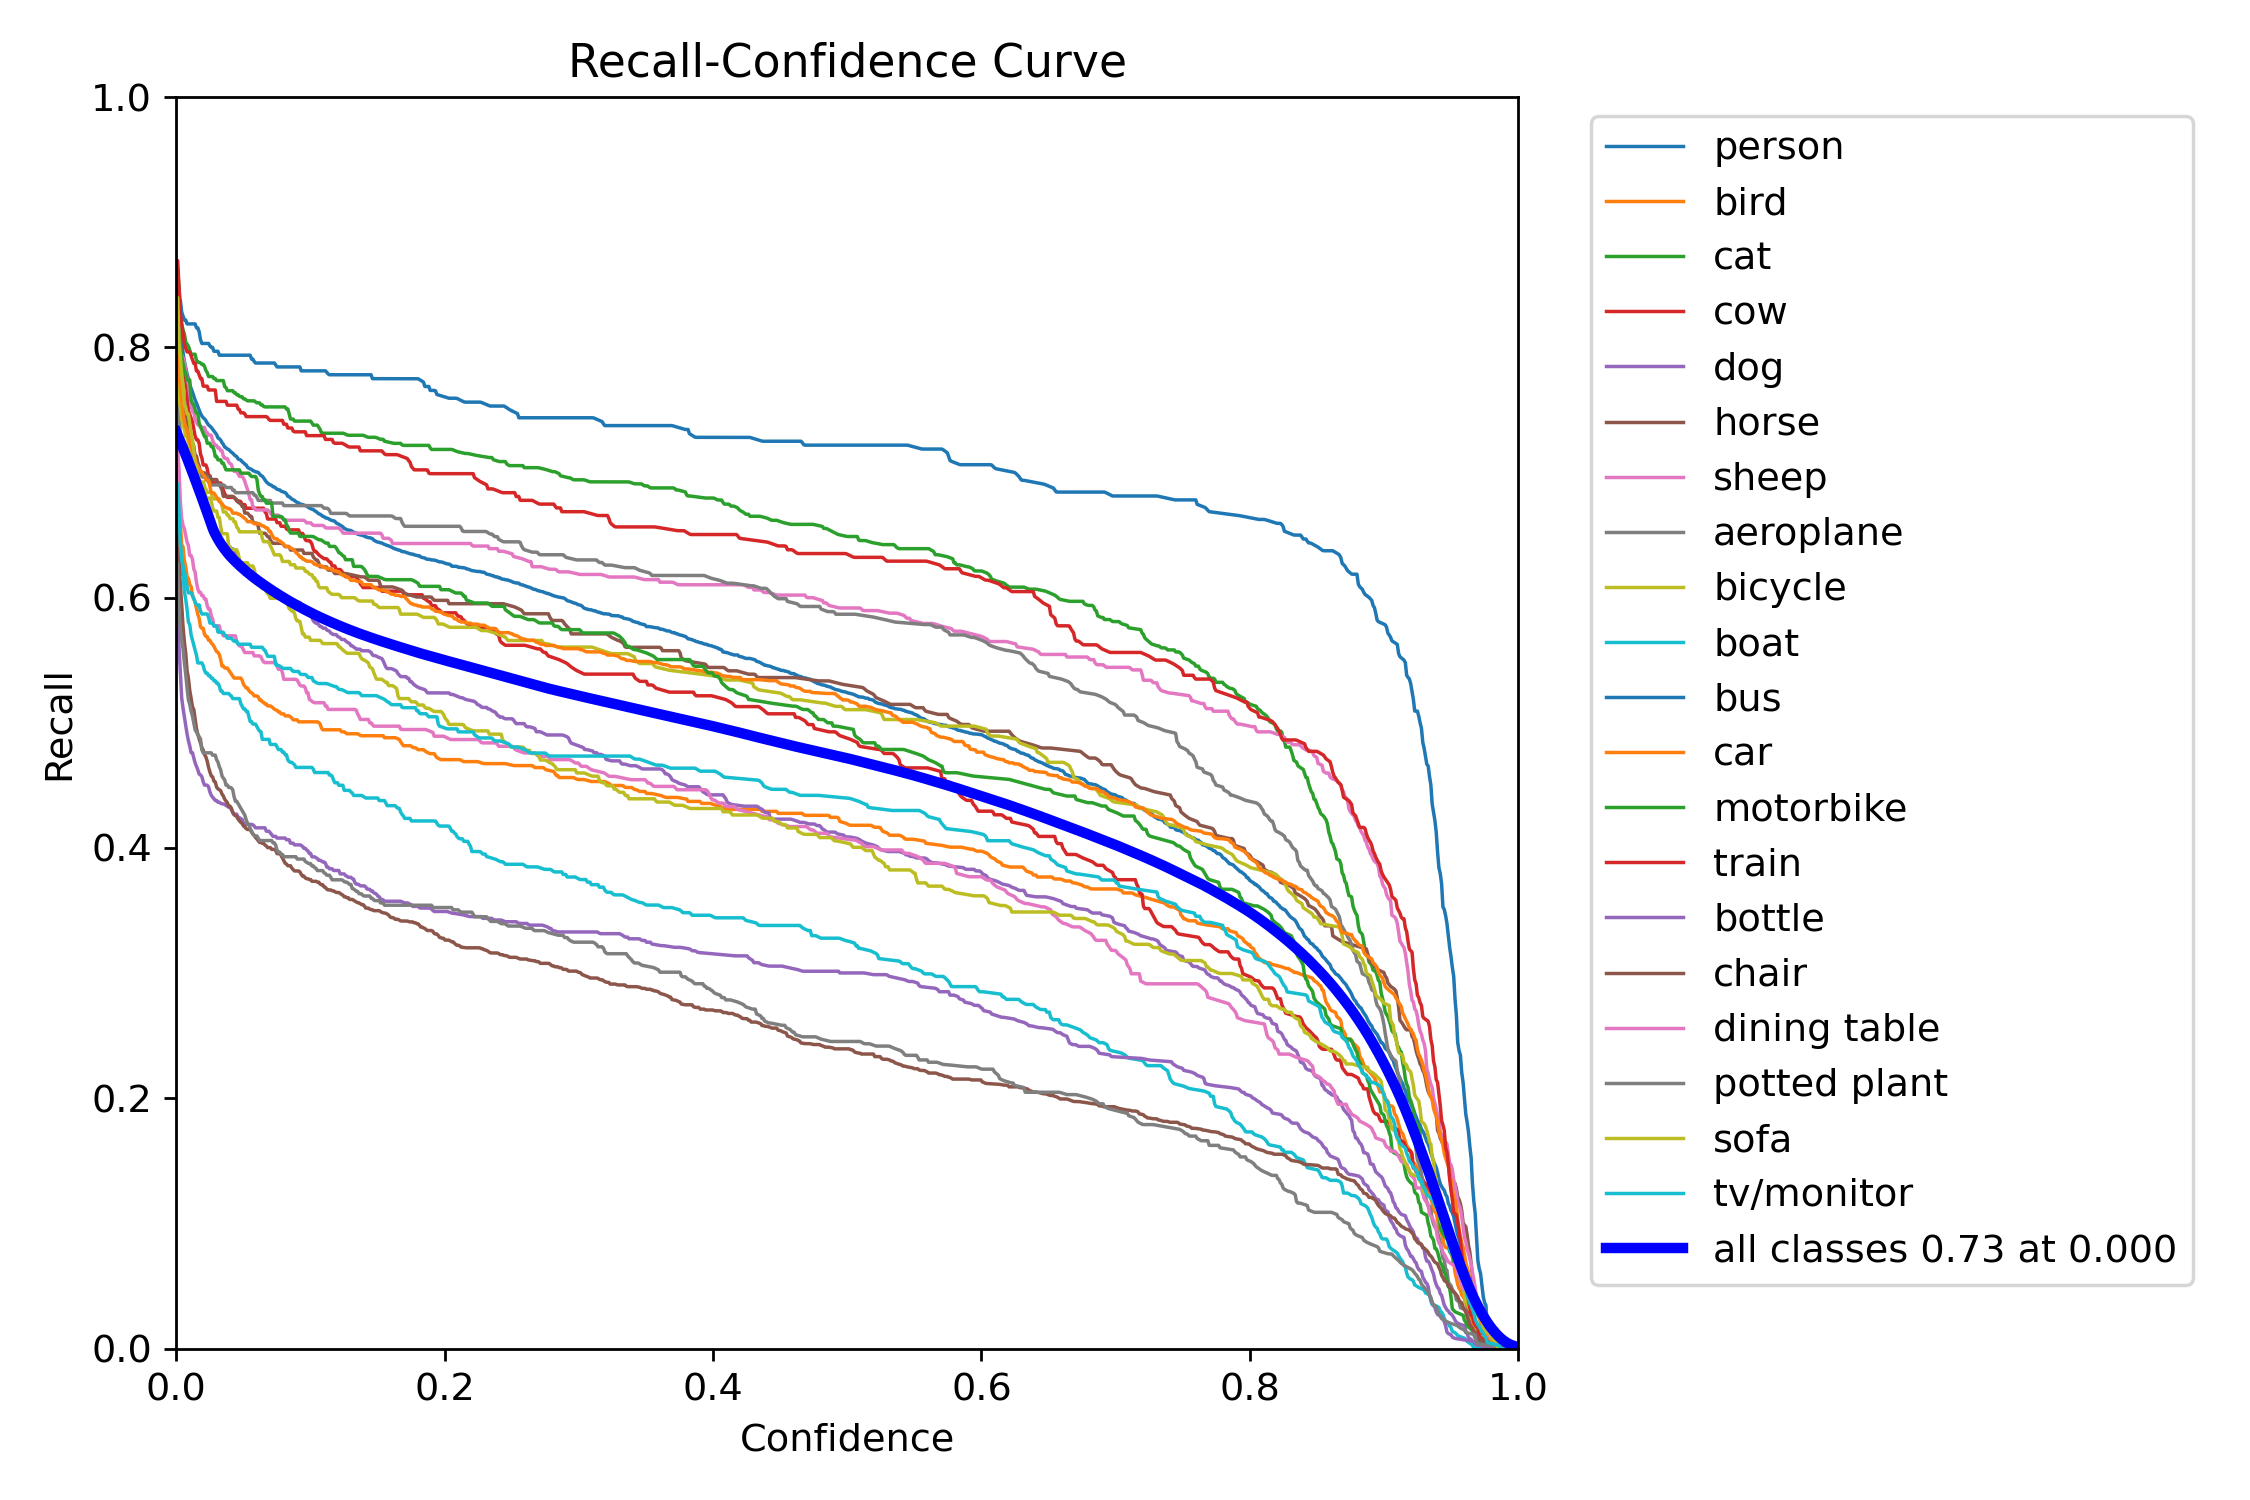 Recall-Confidence Curve
1.0
0.8
0.6
0.4
0.2
0.0
Recall
0.0 0.2 0.4 0.6 0.8 1.0
Confidence
person
bird
cat
cow
dog
horse
sheep
aeroplane
bicycle
boat
bus
car
motorbike
train
bottle
chair
dining table
potted plant
sofa
tv/monitor
all classes 0.73 at 0.000